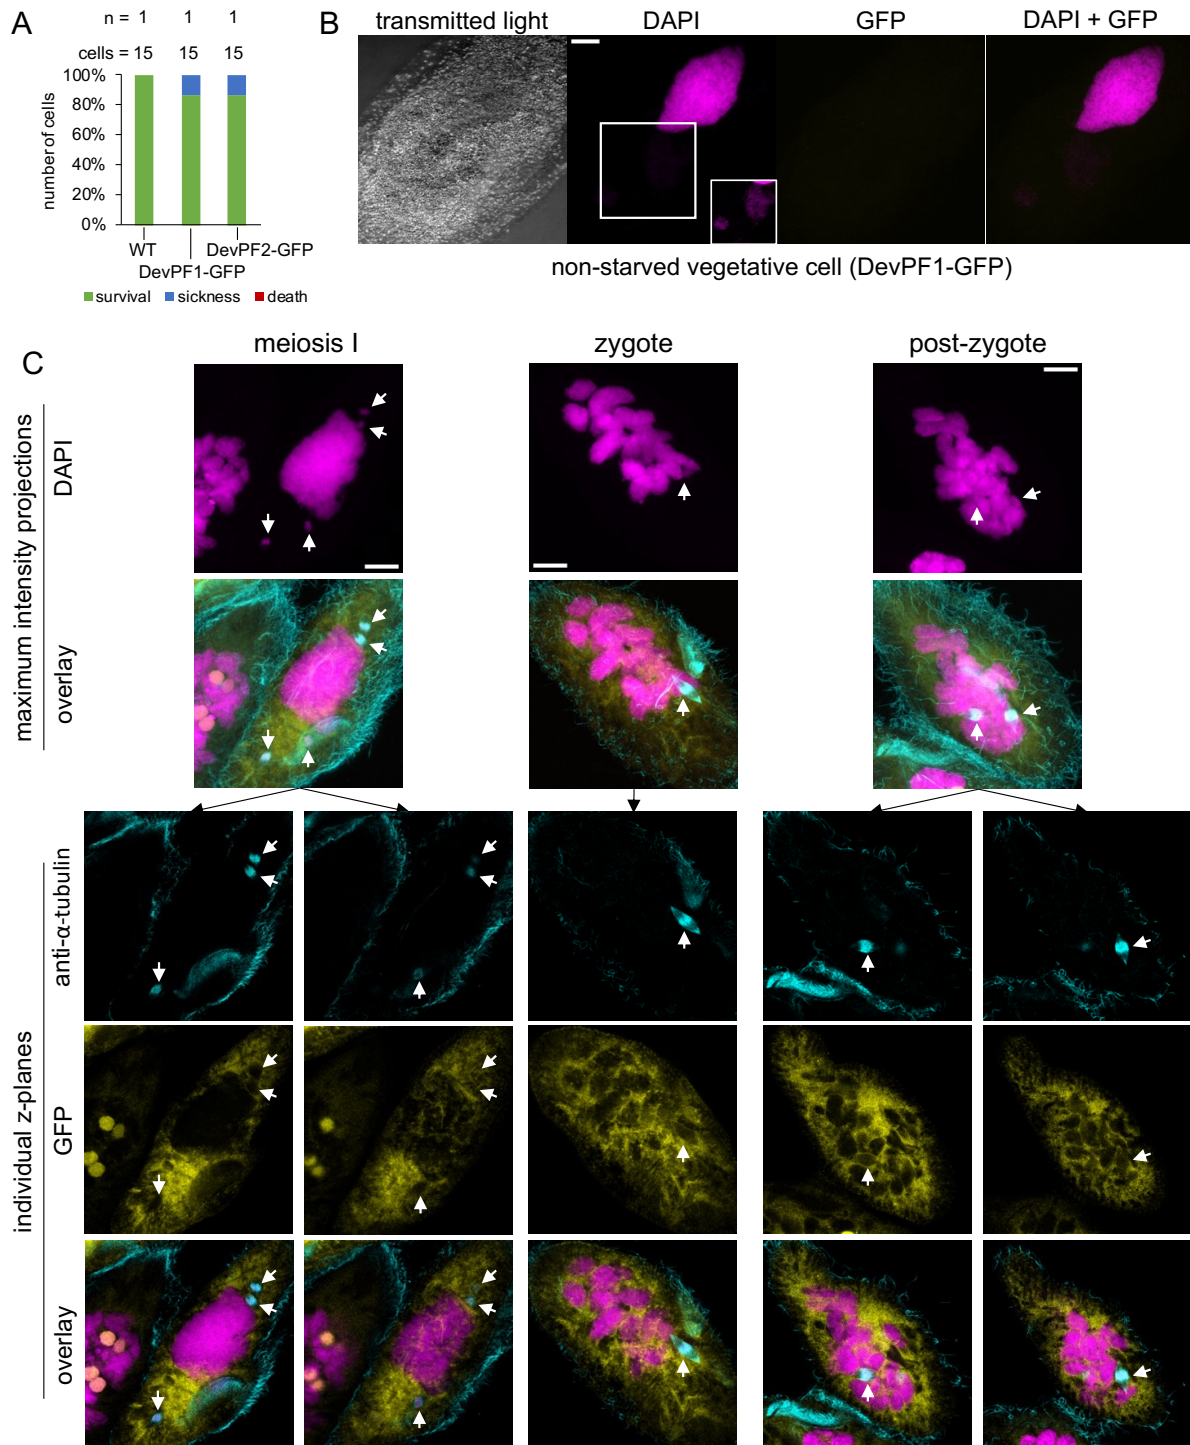 A
n = 1 1 1
cells = 15 15 15
100%
80%
60%
40%
20%
0%
number of cells
WT
DevPF2-GFP
DevPF1-GFP
survival sickness death
B
transmitted light DAPI GFP DAPI + GFP
non-starved vegetative cell (DevPF1-GFP)
C
meiosis I zygote post-zygote
maximum intensity projections
DAPI
overlay
individual z-planes
anti-α-tubulin
GFP
overlay